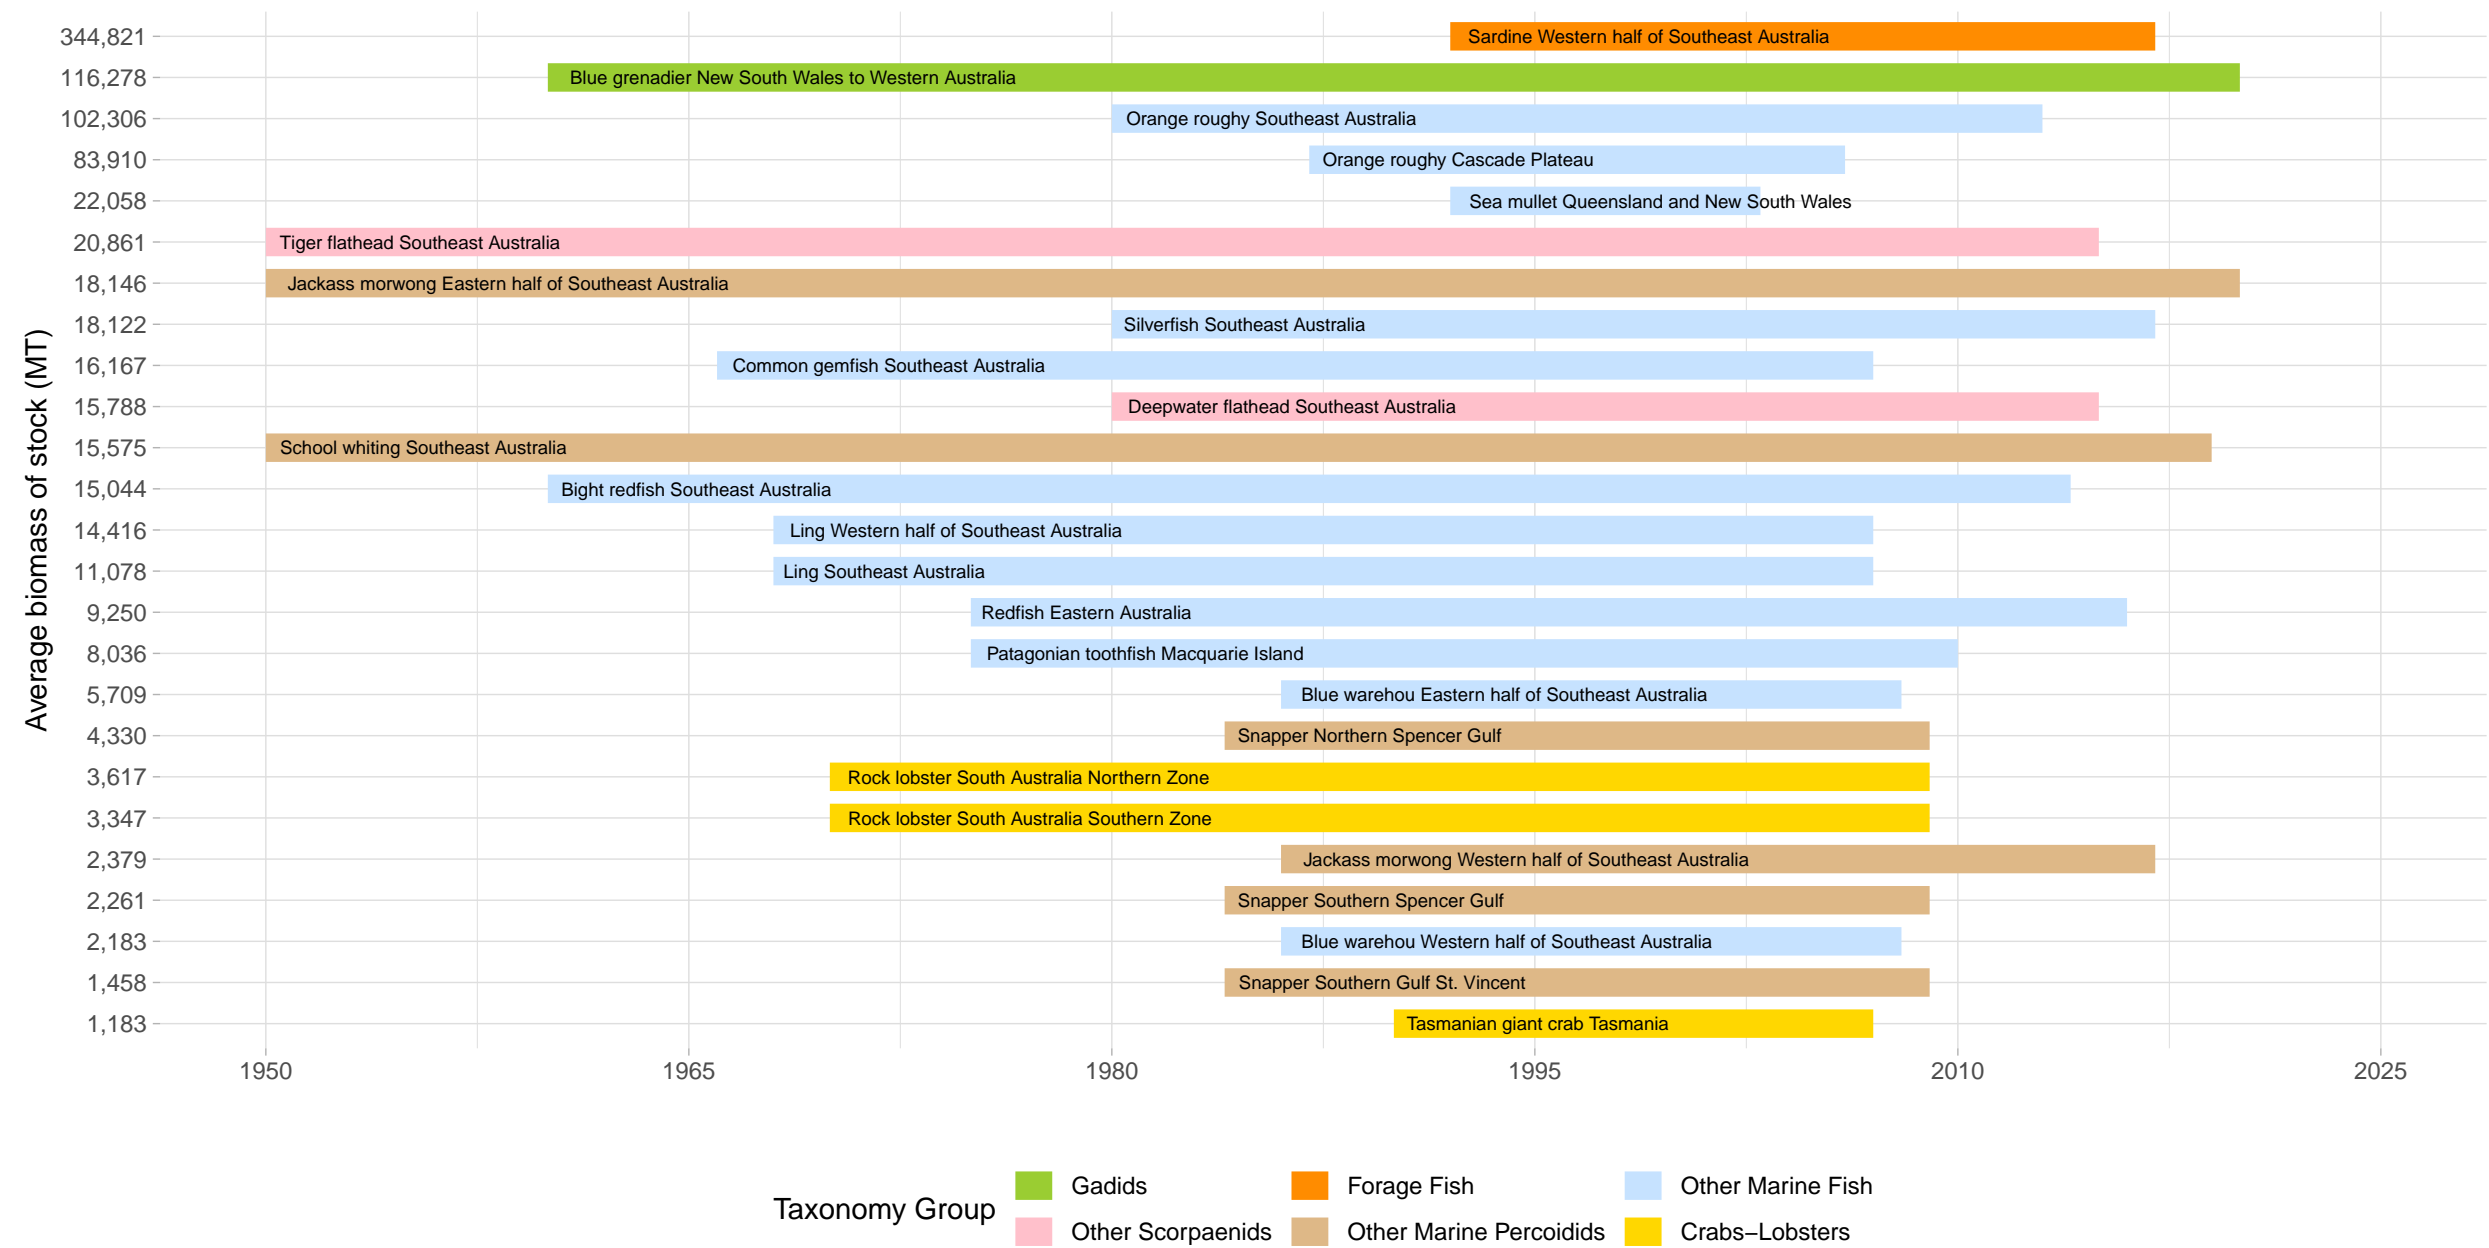 344,821 Sardine Western half of Southeast Australia
116,278 Blue grenadier New South Wales to Western Australia
102,306 Orange roughy Southeast Australia
83,910 Orange roughy Cascade Plateau
22,058 Sea mullet Queensland and New South Wales
20,861 Tiger flathead Southeast Australia
18,146 Jackass morwong Eastern half of Southeast Australia
18,122 Silverfish Southeast Australia
16,167 Common gemfish Southeast Australia
15,788 Deepwater flathead Southeast Australia
15,575 School whiting Southeast Australia
15,044 Bight redfish Southeast Australia
14,416 Ling Western half of Southeast Australia
11,078 Ling Southeast Australia
9,250 Redfish Eastern Australia
8,036 Patagonian toothfish Macquarie Island
5,709 Blue warehou Eastern half of Southeast Australia
4,330 Snapper Northern Spencer Gulf
3,617 Rock lobster South Australia Northern Zone
3,347 Rock lobster South Australia Southern Zone
2,379 Jackass morwong Western half of Southeast Australia
2,261 Snapper Southern Spencer Gulf
2,183 Blue warehou Western half of Southeast Australia
1,458 Snapper Southern Gulf St. Vincent
1,183 Tasmanian giant crab Tasmania
Average biomass of stock (MT)
1950 1965 1980 1995 2010 2025
Taxonomy Group
Gadids Forage Fish Other Marine Fish
Other Scorpaenids Other Marine Percoidids Crabs−Lobsters